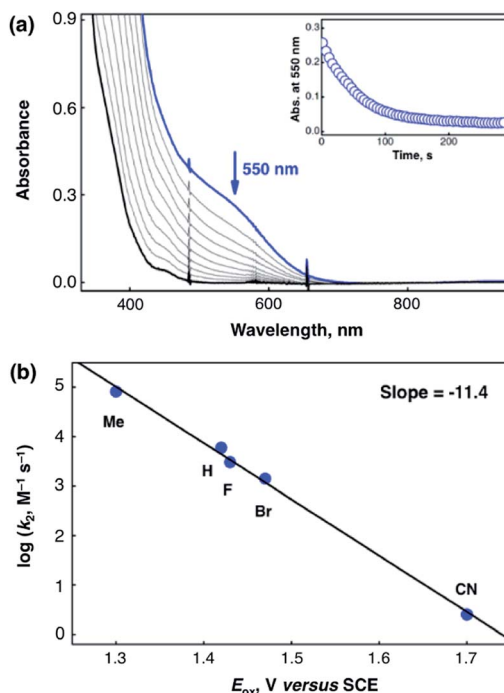 (a)
0.9
0.6
0.3
0.0
Absorbance
550 nm
400
600
800
Wavelength, nm
0.3
0.2
0.1
0.0
Abs. at 550 nm
0
100
200
Time, s
(b)
Slope = -11.4
5
4
3
2
1
0
log (k2, M−1 s−1)
Me
H
F
Br
CN
1.3
1.4
1.5
1.6
1.7
Eox, V versus SCE